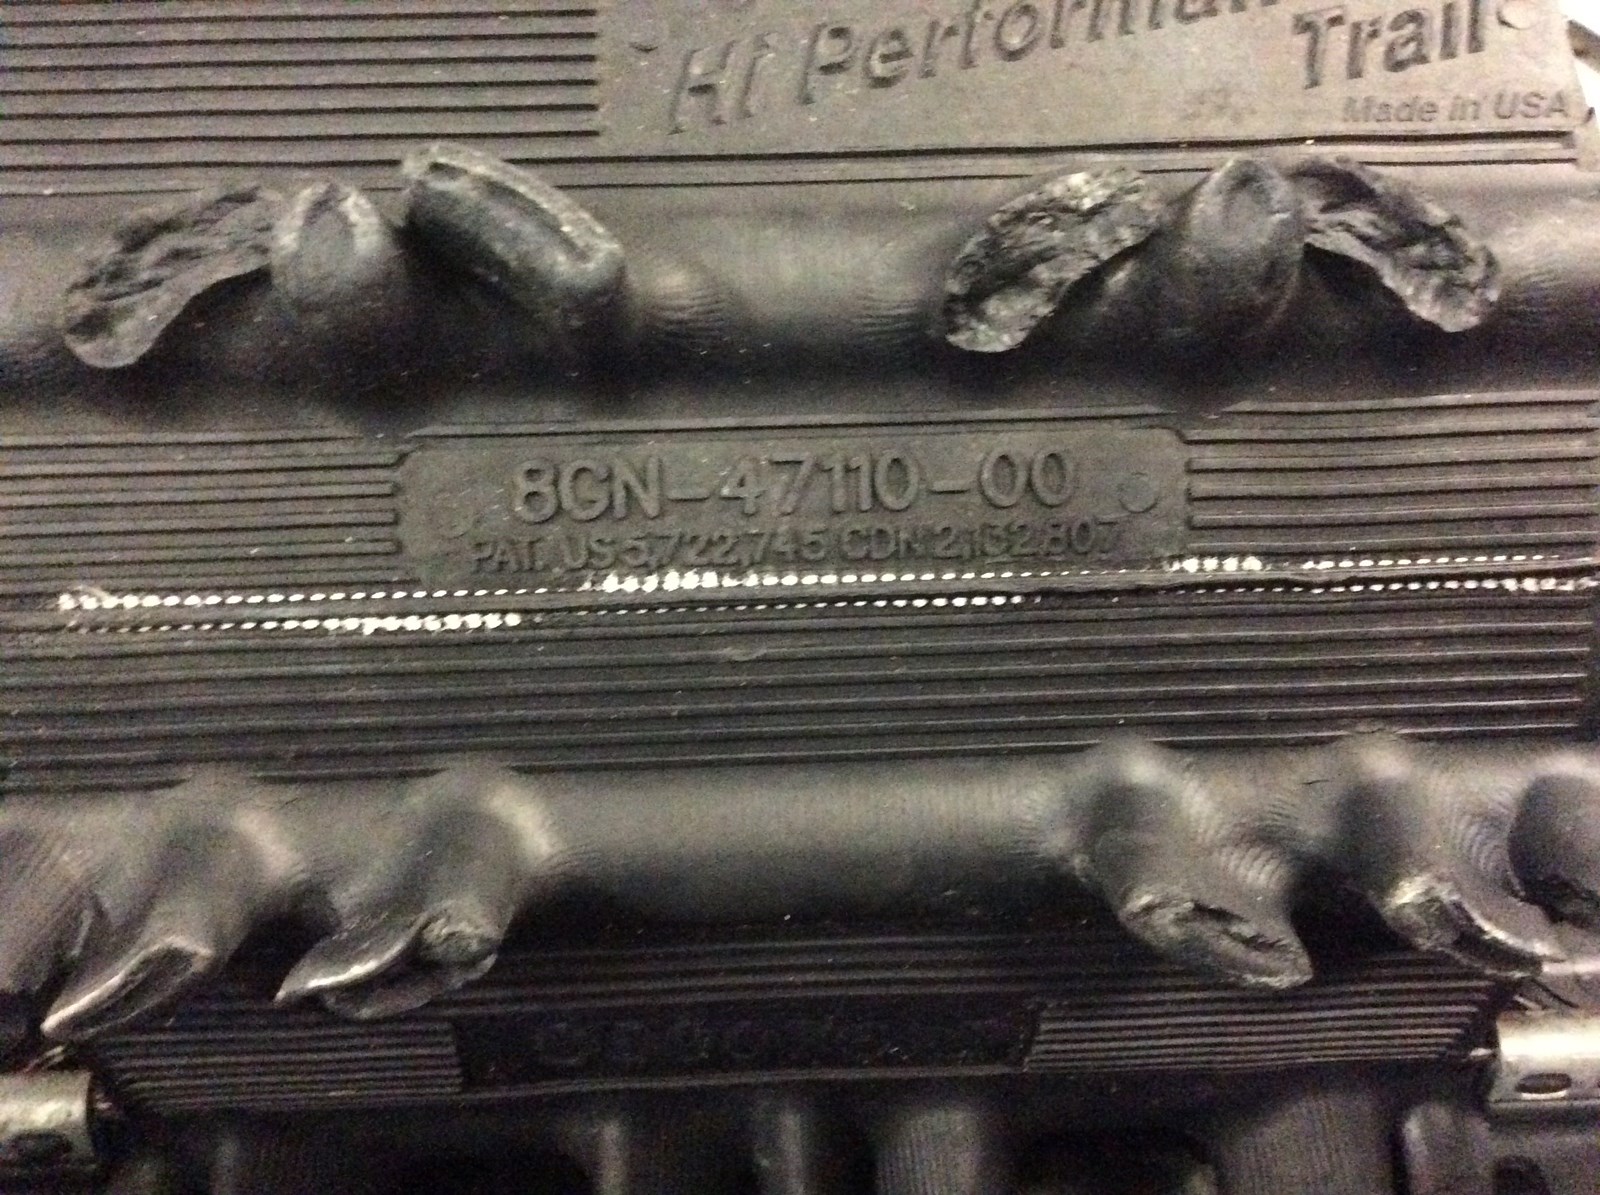 Hi Performan
Trail
Made in USA
8GN-47110-00
PAT. US 5,722,745 CDN 2,132,807